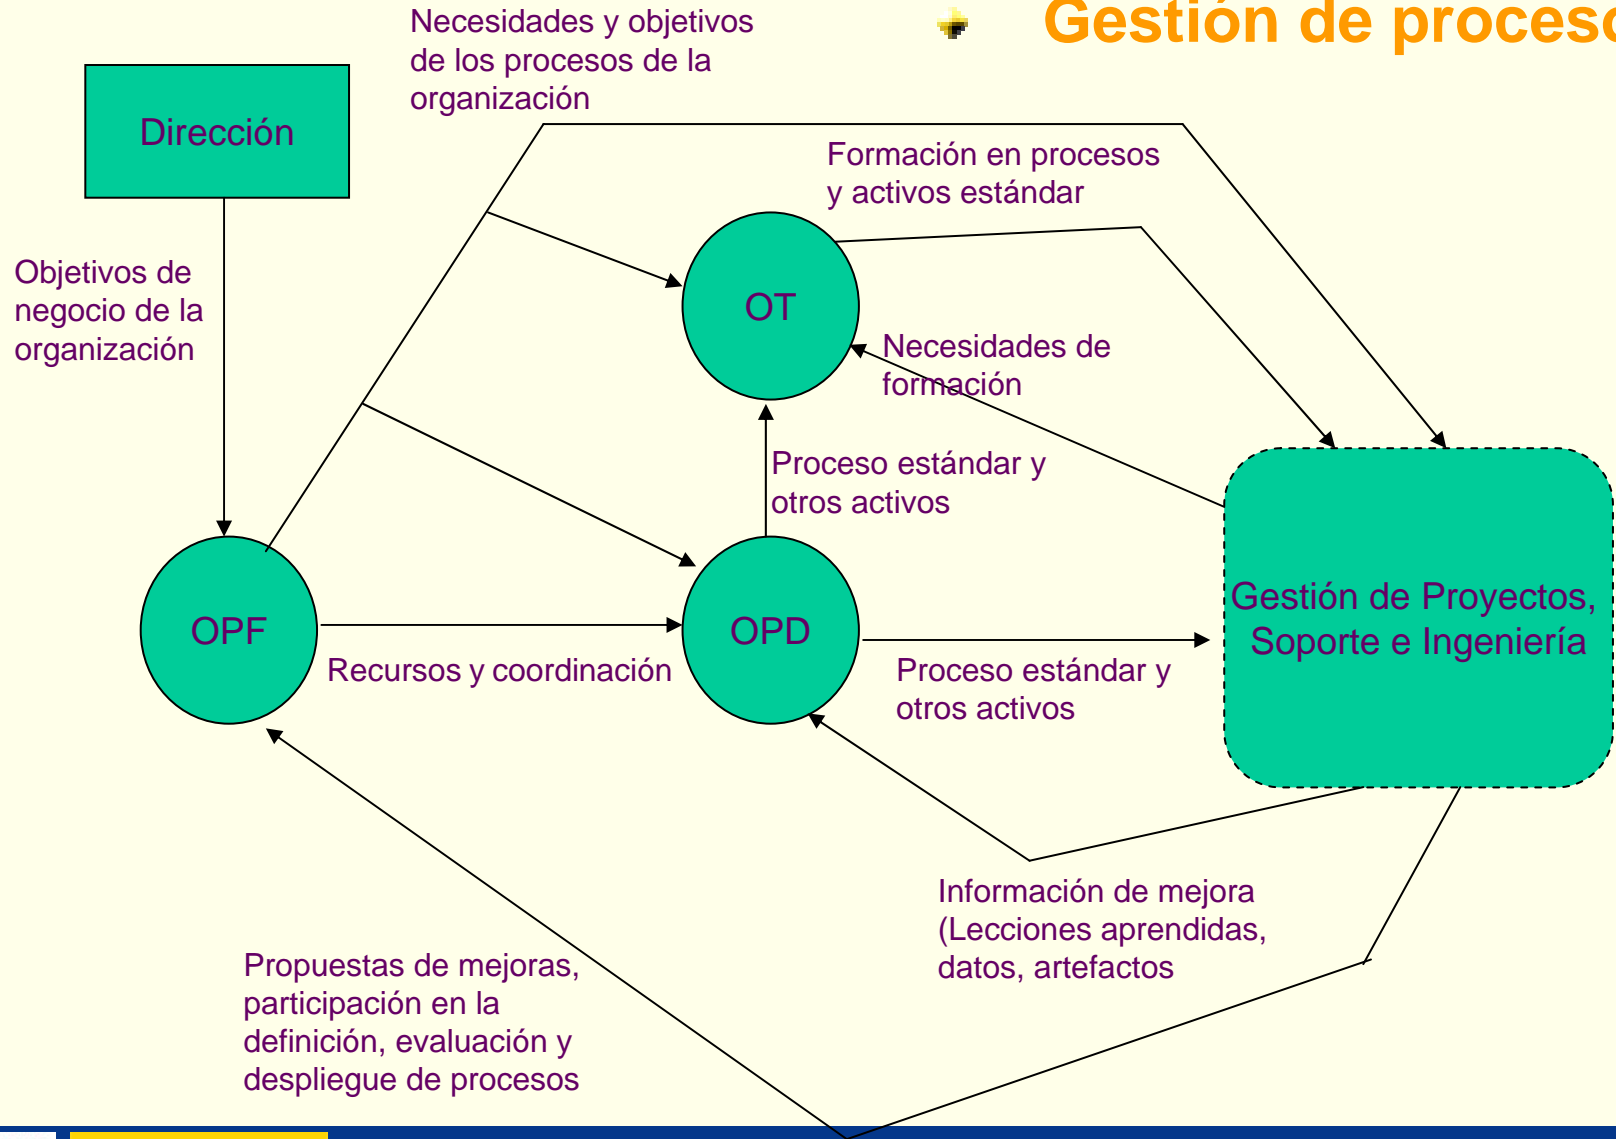 Gestión de proceso
Necesidades y objetivos
de los procesos de la
organización
Dirección
Formación en procesos
y activos estándar
Objetivos de
negocio de la
organización
OT
Necesidades de
formación
Proceso estándar y
otros activos
Gestión de Proyectos,
Soporte e Ingeniería
OPF
OPD
Recursos y coordinación
Proceso estándar y
otros activos
Información de mejora
(Lecciones aprendidas,
datos, artefactos
Propuestas de mejoras,
participación en la
definición, evaluación y
despliegue de procesos